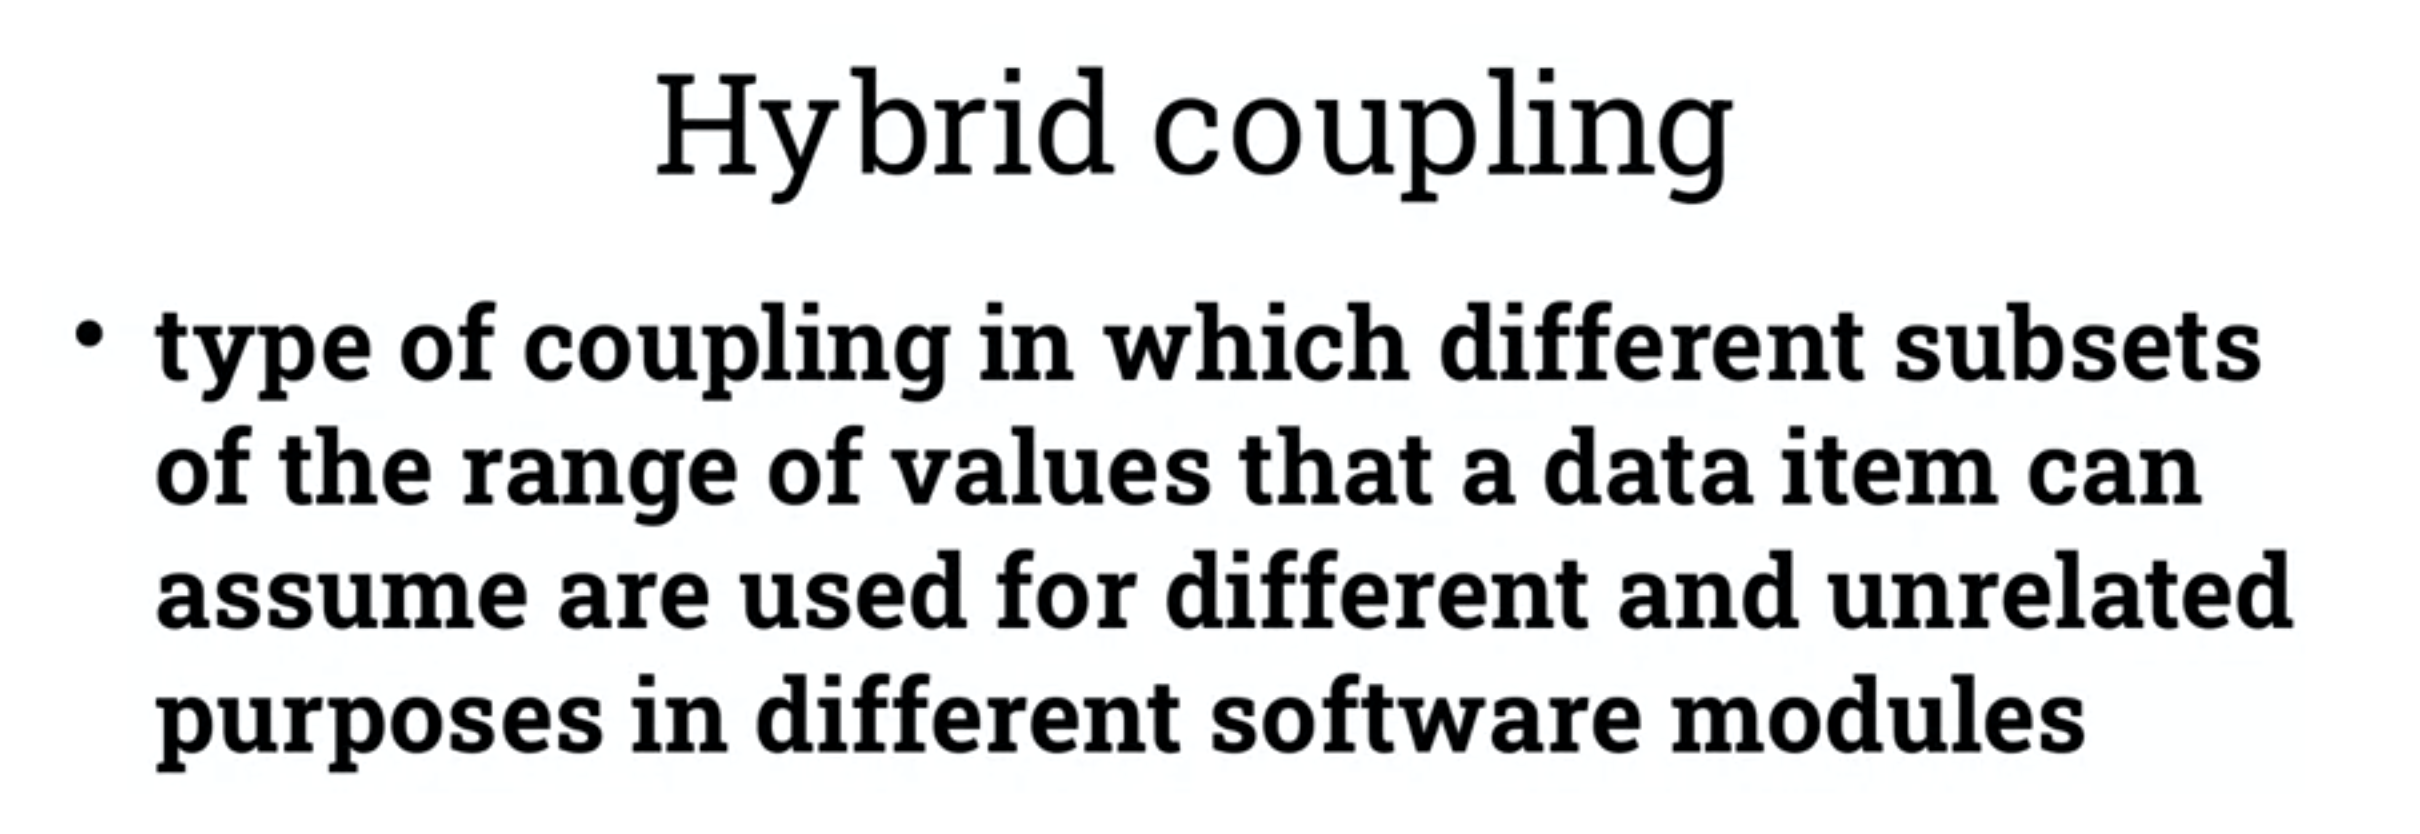 Hybrid coupling
• type of coupling in which different subsets
of the range of values that a data item can
assume are used for different and unrelated
purposes in different software modules